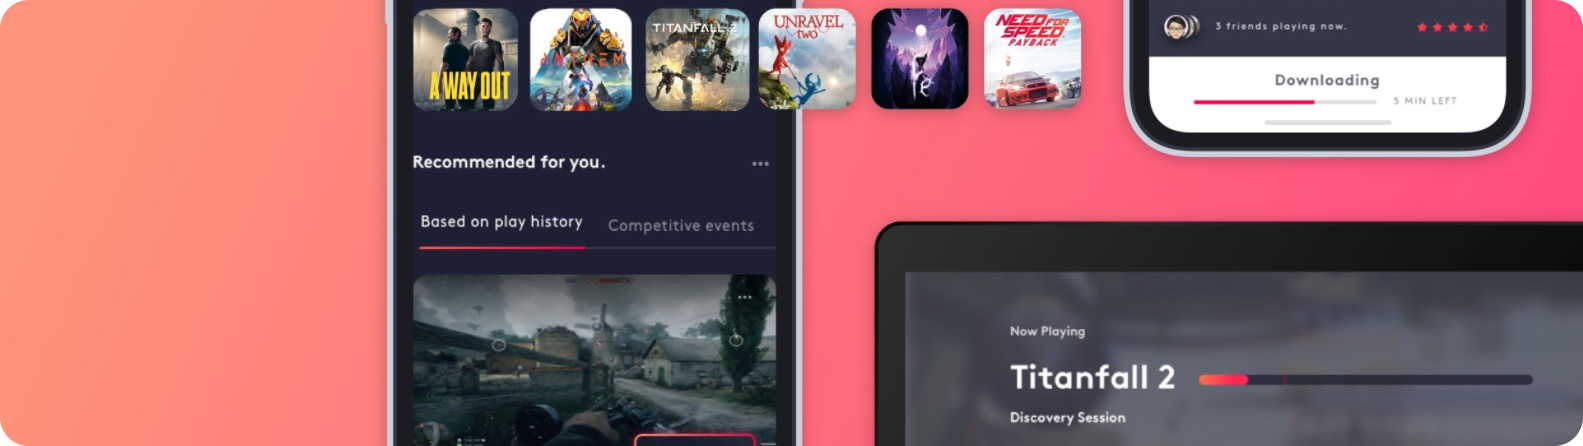 A WAY OUT
ANTHEM
TITANFALL 2
UNRAVEL
TWO
fe
NEED FOR
SPEED
PAYBACK
Recommended for you.
Based on play history
Competitive events
3 friends playing now.
Downloading
5 MIN LEFT
Now Playing
Titanfall 2
Discovery Session